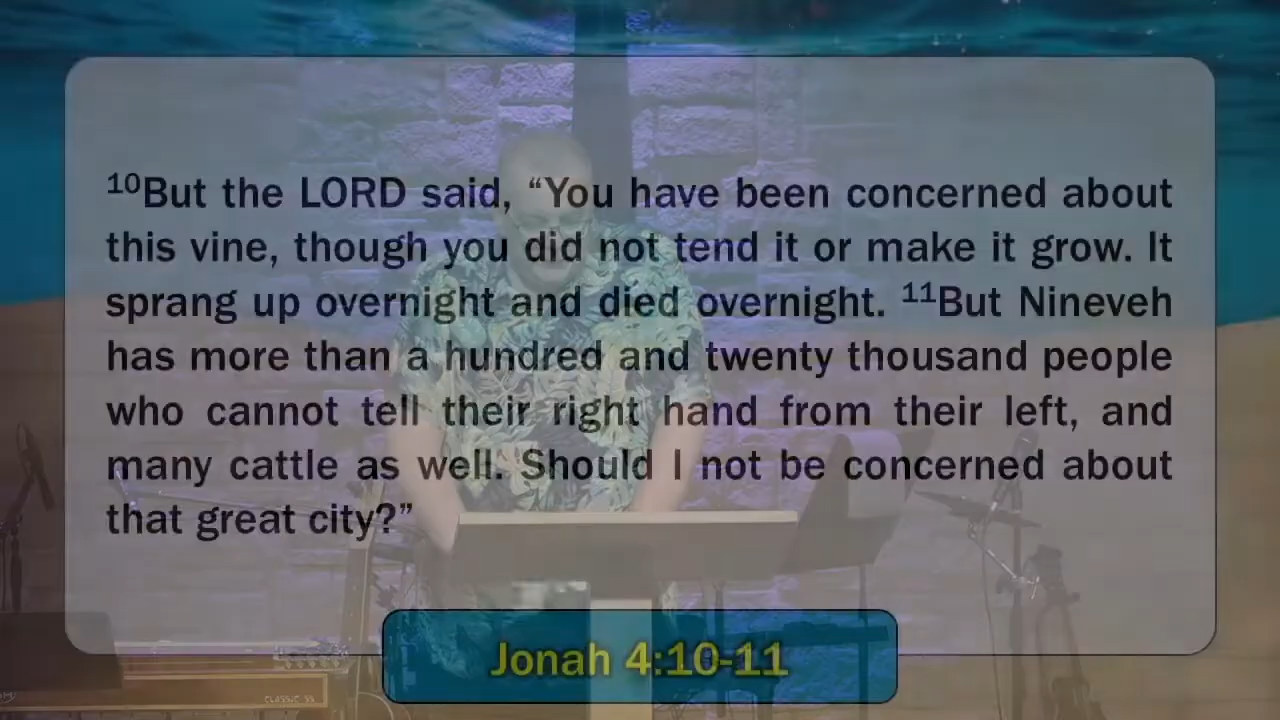 ¹⁰But the LORD said, “You have been concerned about
this vine, though you did not tend it or make it grow. It
sprang up overnight and died overnight. ¹¹But Nineveh
has more than a hundred and twenty thousand people
who cannot tell their right hand from their left, and
many cattle as well. Should I not be concerned about
that great city?”
Jonah 4:10-11
CLASSIC